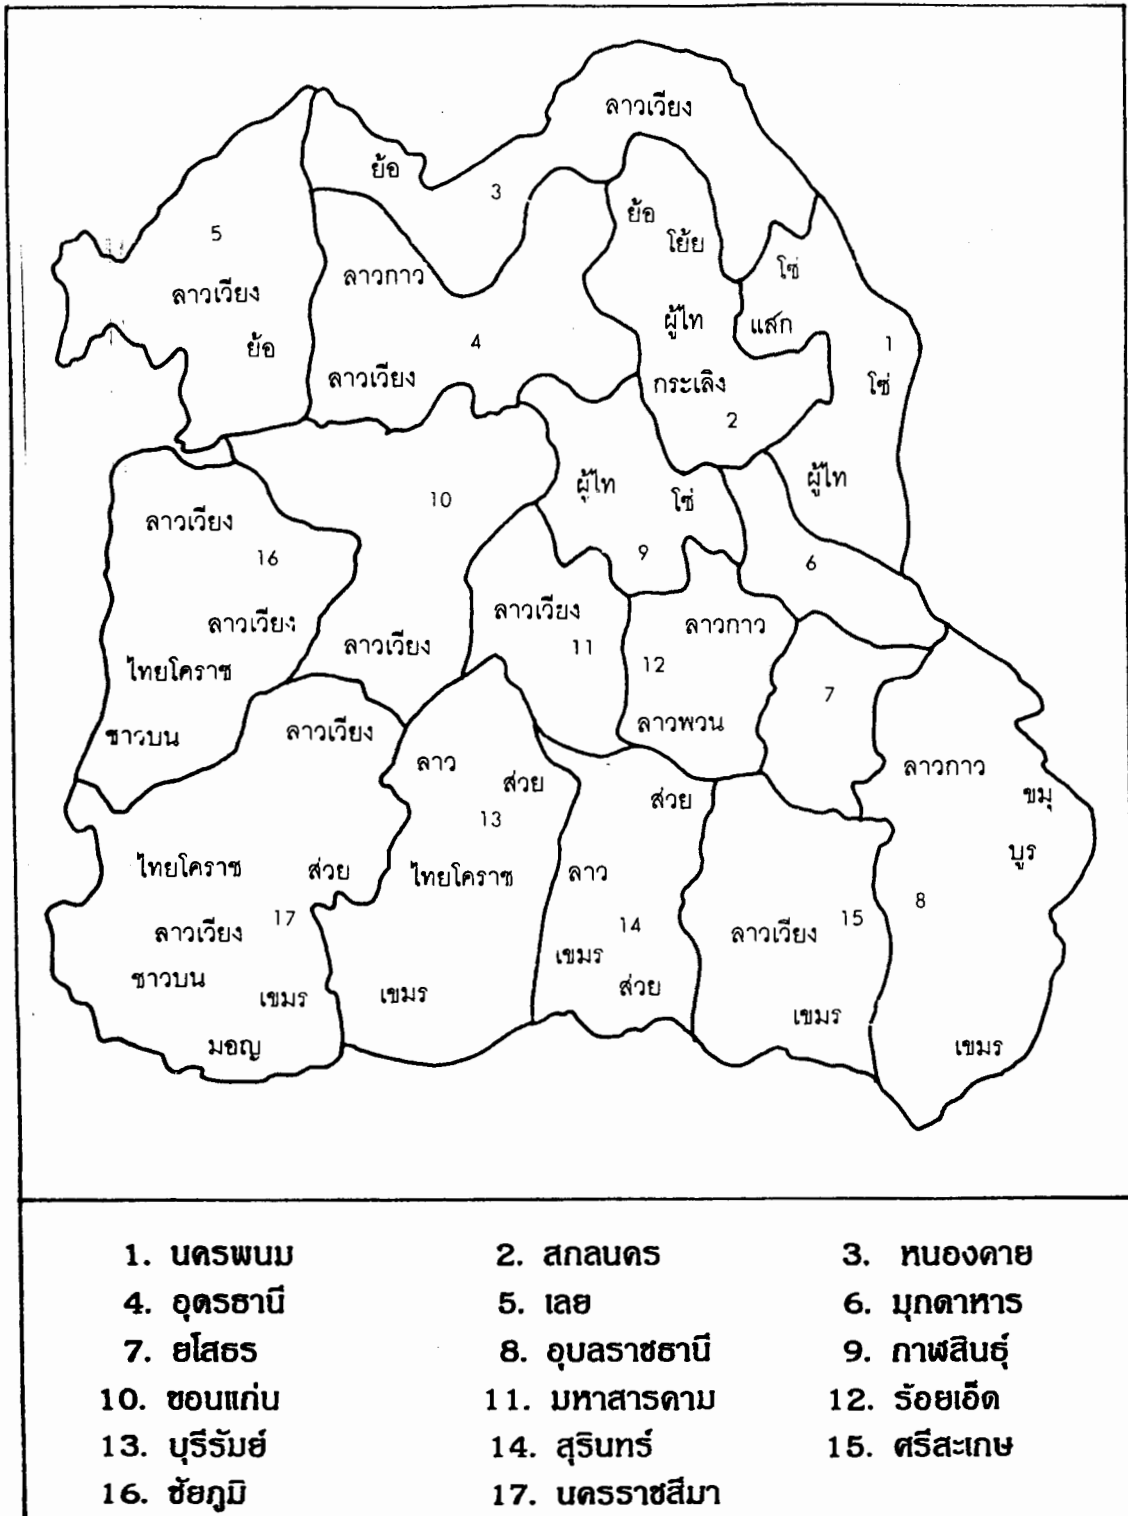 ลาวเวียง
ย้อ
3
ย้อ
โย้ย
5
โซ่
ลาวกาว
ลาวเวียง
ผู้ไท
แสก
1
ย้อ
4
ลาวเวียง
กระเลิง
โซ่
2
ผู้ไท
ผู้ไท
โซ่
10
ลาวเวียง
16
9
6
ลาวเวียง
ลาวเวียง
ลาวกาว
ลาวเวียง
11
12
ไทยโคราช
7
ชาวบน
ลาวเวียง
ลาวพวน
ลาว
ส่วย
ส่วย
ลาวกาว
ขมุ
13
บูร
ไทยโคราช
ส่วย
ไทยโคราช
ลาว
8
17
ลาวเวียง
14
ลาวเวียง
15
เขมร
ชาวบน
เขมร
เขมร
ส่วย
เขมร
มอญ
เขมร
1. นครพนม 2. สกลนคร 3. หนองคาย
4. อุดรธานี 5. เลย 6. มุกดาหาร
7. ยโสธร 8. อุบลราชธานี 9. กาฬสินธุ์
10. ขอนแก่น 11. มหาสารคาม 12. ร้อยเอ็ด
13. บุรีรัมย์ 14. สุรินทร์ 15. ศรีสะเกษ
16. ชัยภูมิ 17. นครราชสีมา